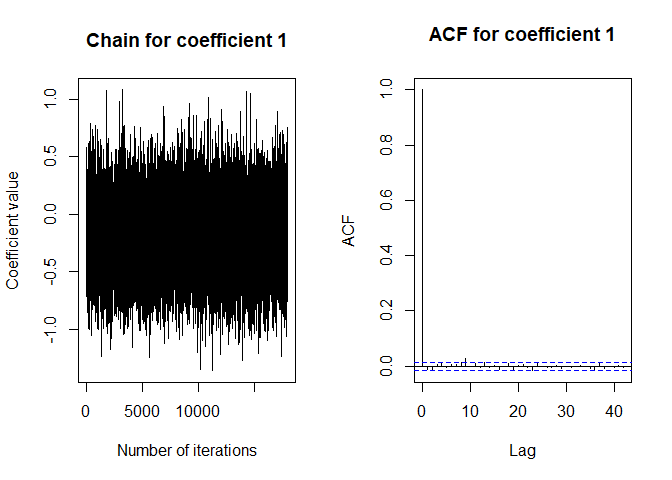 Chain for coefficient 1
Coefficient value
1.0
0.5
0.0
-0.5
-1.0
0 5000 10000
Number of iterations
ACF for coefficient 1
ACF
1.0
0.8
0.6
0.4
0.2
0.0
0 10 20 30 40
Lag